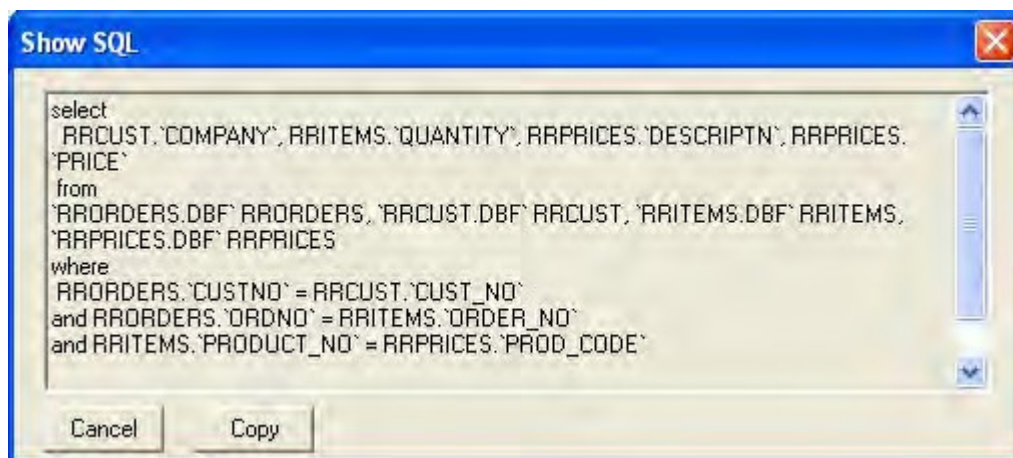 Show SQL
select
RRCUST.`COMPANY`, RRITEMS.`QUANTITY`, RRPRICES.`DESCRIPTN`, RRPRICES.
`PRICE`
from
`RRORDERS.DBF` RRORDERS, `RRCUST.DBF` RRCUST, `RRITEMS.DBF` RRITEMS,
`RRPRICES.DBF` RRPRICES
where
RRORDERS.`CUSTNO` = RRCUST.`CUST_NO`
and RRORDERS.`ORDNO` = RRITEMS.`ORDER_NO`
and RRITEMS.`PRODUCT_NO` = RRPRICES.`PROD_CODE`
Cancel Copy